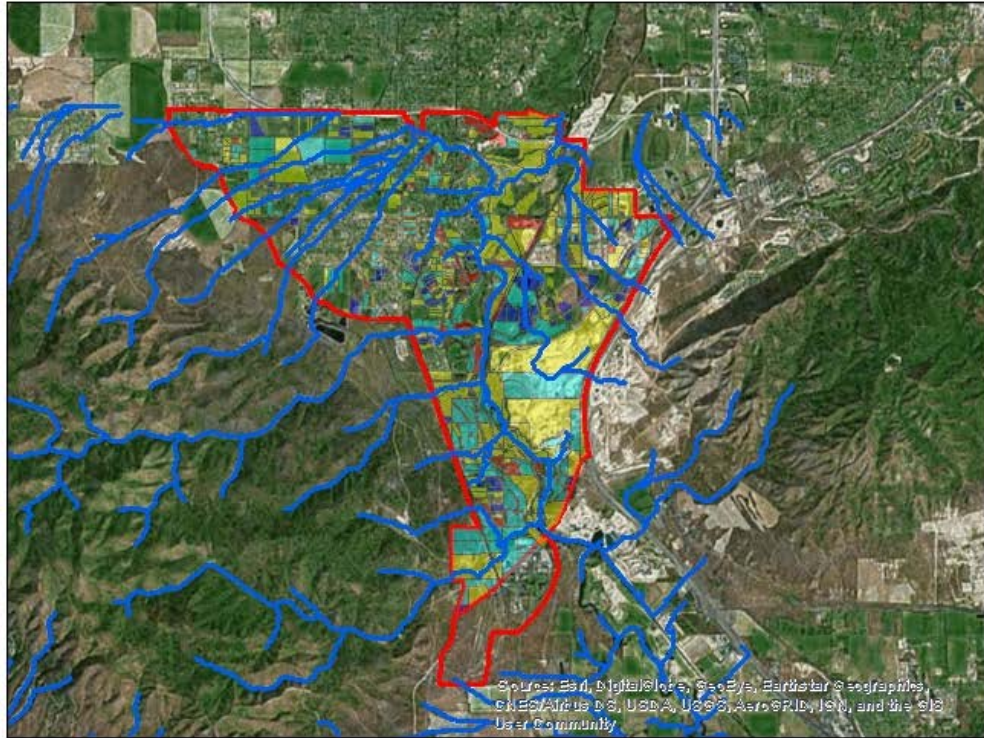 Source: Esri, DigitalGlobe, GeoEye, Earthstar Geographics,
CNES/Airbus DS, USDA, USGS, AeroGRID, IGN, and the GIS
User Community